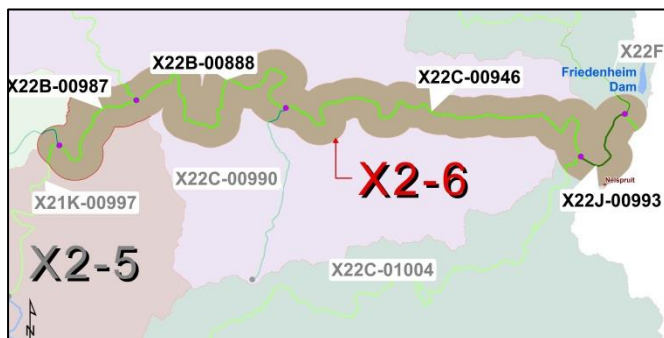 X22B-00888
X22F
X22B-00987
X22C-00946
Friedenheim
Dam
X22C-00990
X2-6
Nelspruit
X21K-00997
X22J-00993
X2-5
X22C-01004
N